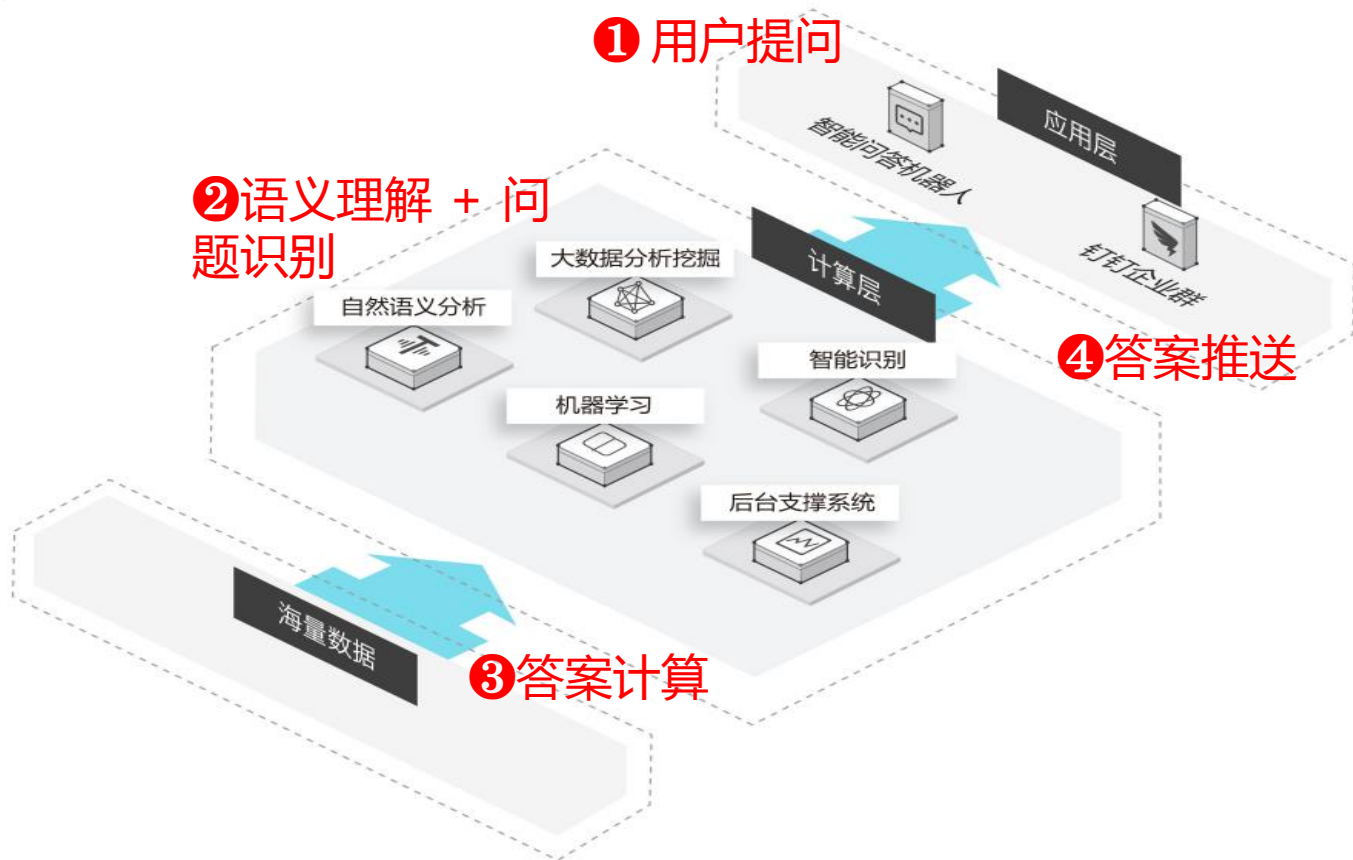 ❶ 用户提问
应用层
智能问答机器人
钉钉企业群
❷语义理解 + 问
题识别
大数据分析挖掘
计算层
自然语义分析
❹答案推送
智能识别
机器学习
后台支撑系统
海量数据
❸答案计算